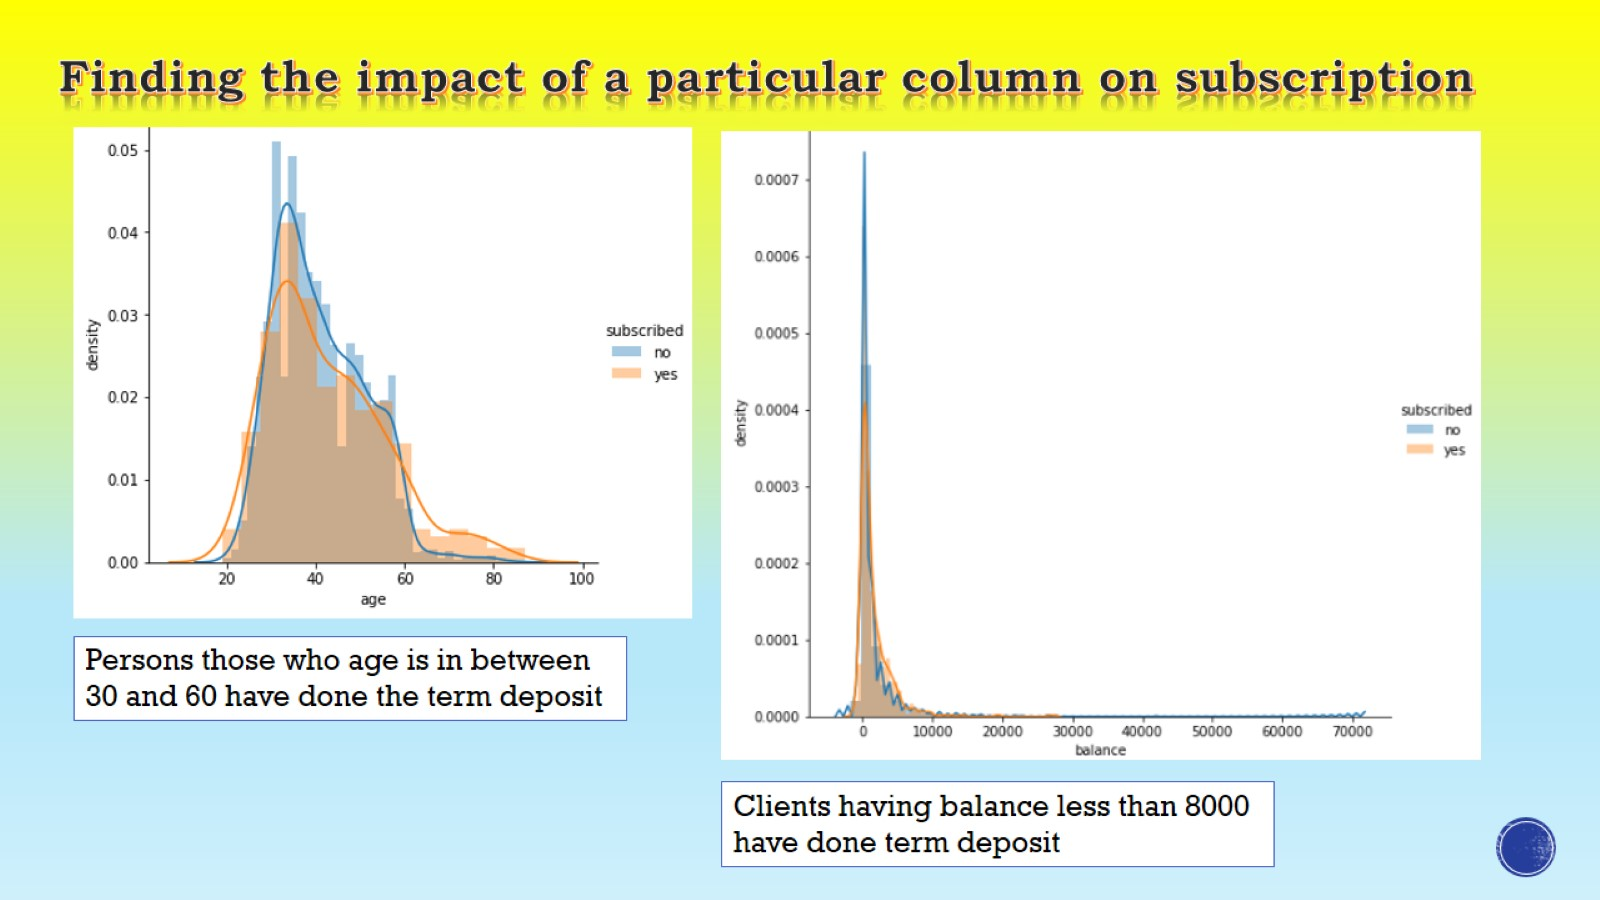 Finding the impact of a particular column on subscription
0.05
0.04
0.03
0.02
0.01
0.00
density
20 40 60 80 100
age
subscribed
no
yes
0.0007
0.0006
0.0005
0.0004
0.0003
0.0002
0.0001
0.0000
density
0 10000 20000 30000 40000 50000 60000 70000
balance
subscribed
no
yes
Persons those who age is in between
30 and 60 have done the term deposit
Clients having balance less than 8000
have done term deposit